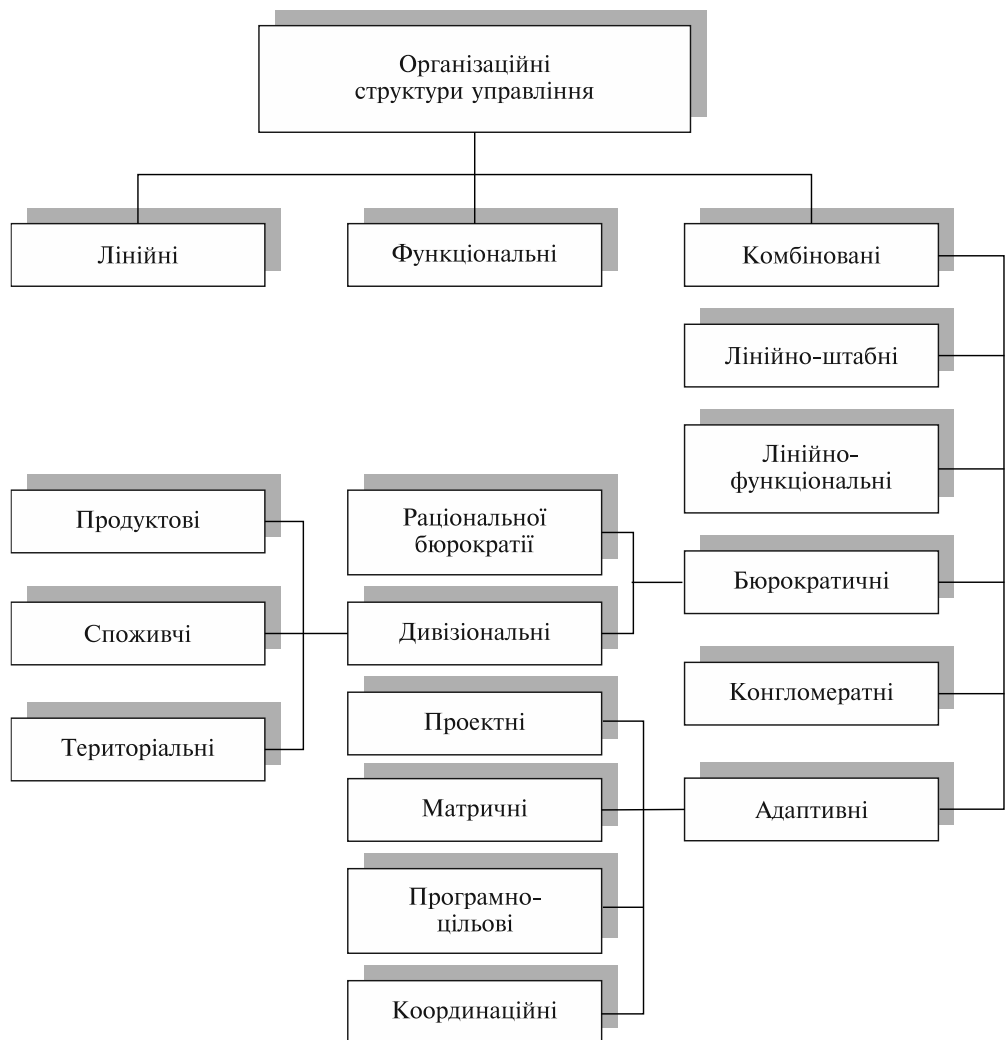 Організаційні
структури управління
Лінійні
Функціональні
Комбіновані
Лінійно-штабні
Лінійно-
функціональні
Продуктові
Раціональної
бюрократії
Бюрократичні
Споживчі
Дивізіональні
Конгломератні
Територіальні
Проектні
Матричні
Адаптивні
Програмно-
цільові
Координаційні